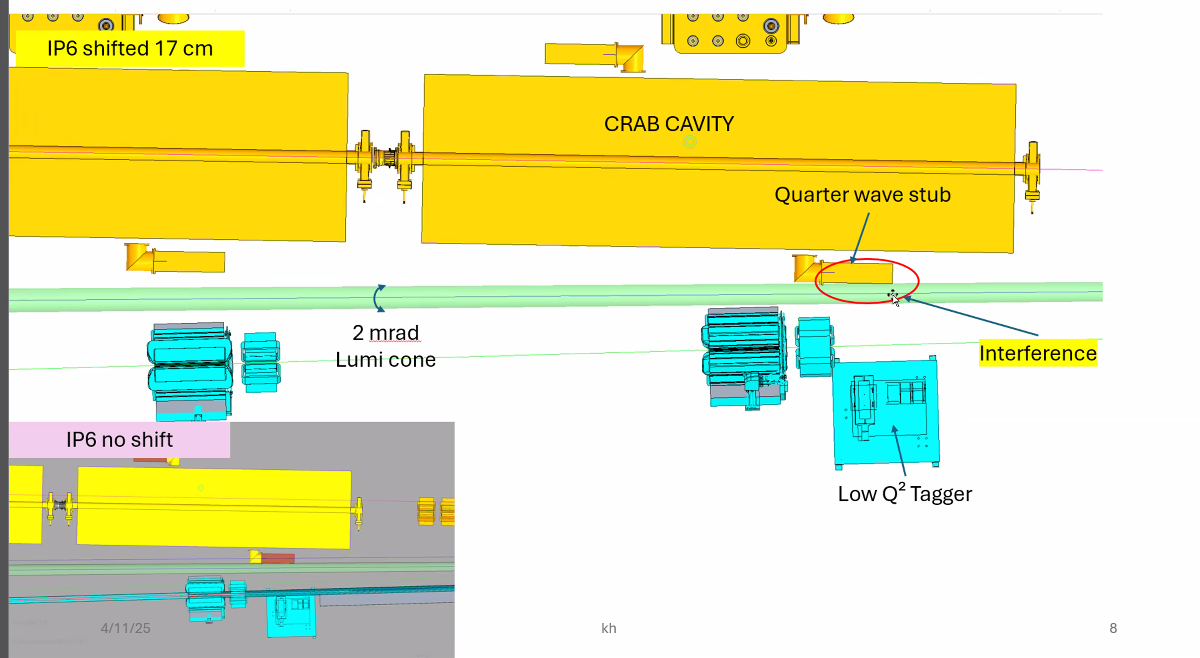 IP6 shifted 17 cm
CRAB CAVITY
Quarter wave stub
2 mrad
Lumi cone
Interference
IP6 no shift
Low Q² Tagger
4/11/25
kh
8